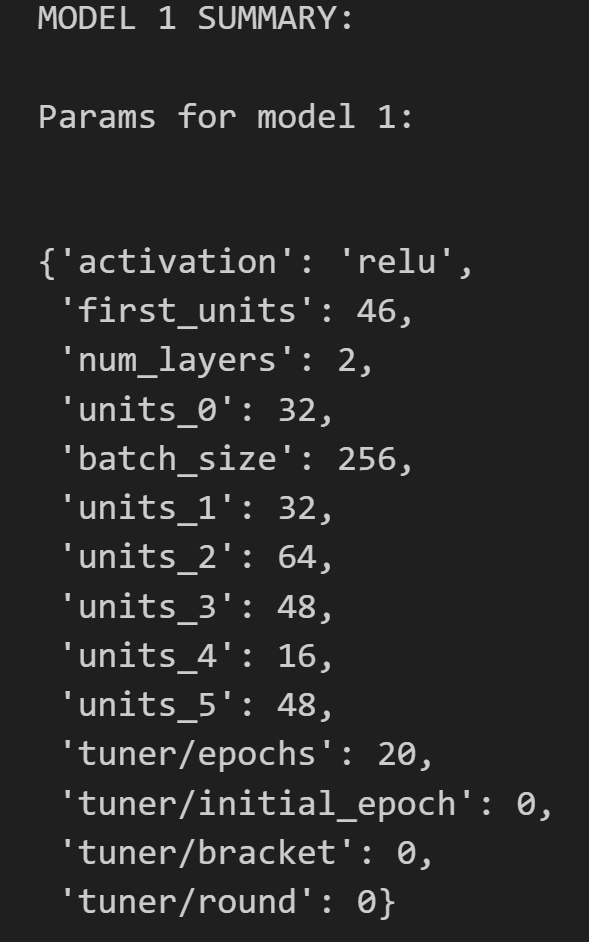 MODEL 1 SUMMARY:
Params for model 1:
{'activation': 'relu',
 'first_units': 46,
 'num_layers': 2,
 'units_0': 32,
 'batch_size': 256,
 'units_1': 32,
 'units_2': 64,
 'units_3': 48,
 'units_4': 16,
 'units_5': 48,
 'tuner/epochs': 20,
 'tuner/initial_epoch': 0,
 'tuner/bracket': 0,
 'tuner/round': 0}